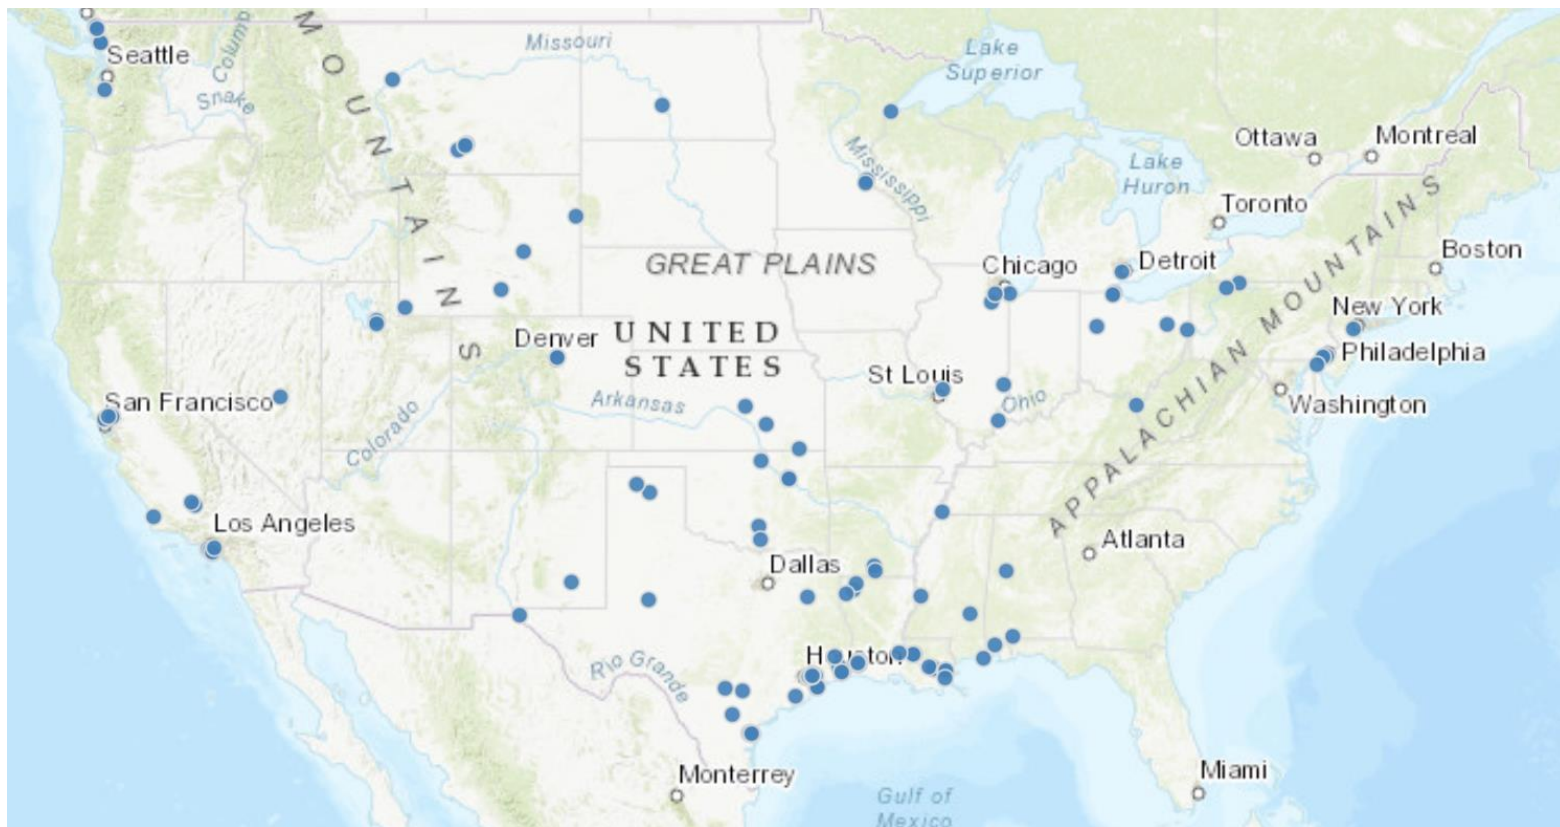 Missouri
Lake
Superior
Seattle
Columb
Snake
MOUNTAINS
Ottawa
Montreal
Mississippi
Lake
Huron
Toronto
Boston
GREAT PLAINS
Chicago
Detroit
APPALACHIAN MOUNTAINS
New York
Denver
UNITED
STATES
Philadelphia
St Louis
San Francisco
Arkansas
Ohio
Washington
Colorado
Los Angeles
Atlanta
Dallas
Houston
Rio Grande
Monterrey
Miami
Gulf of
Mexico